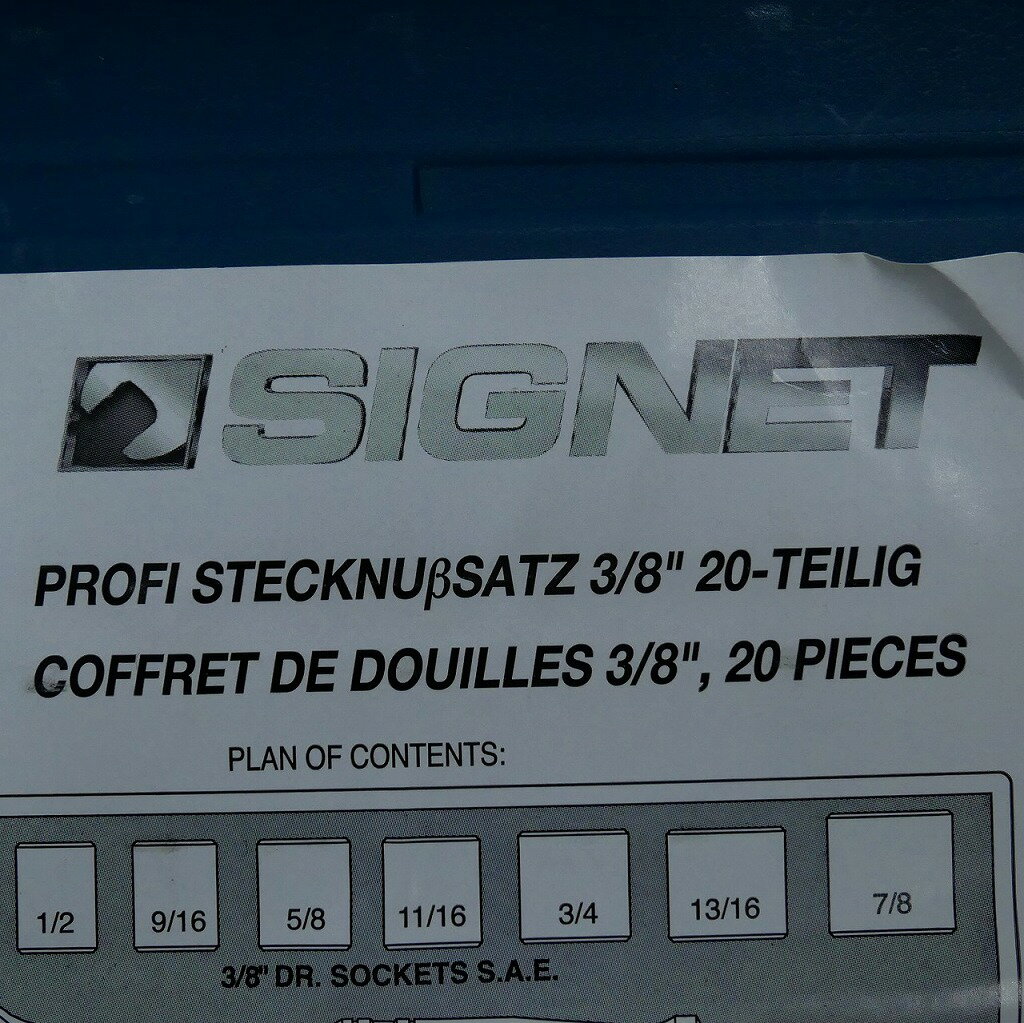 SIGNET
PROFI STECKNUβSATZ 3/8" 20-TEILIG
COFFRET DE DOUILLES 3/8", 20 PIECES
PLAN OF CONTENTS:
1/2 9/16 5/8 11/16 3/4 13/16 7/8
3/8" DR. SOCKETS S.A.E.